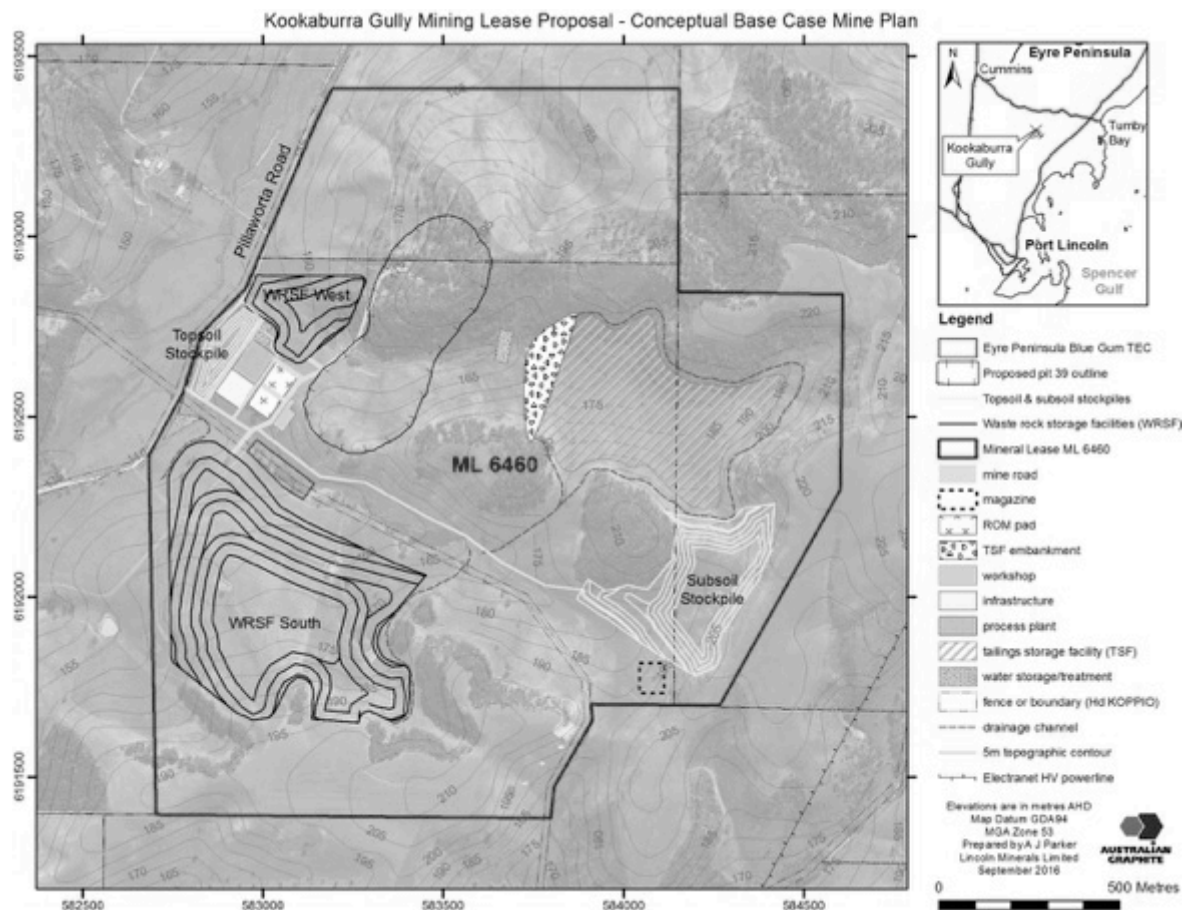 Kookaburra Gully Mining Lease Proposal - Conceptual Base Case Mine Plan
6193500
6193000
6192500
6192000
6191500
582500
583000
583500
584000
584500
Pillaworta Road
WRSF West
Topsoil
Stockpile
ML 6460
WRSF South
Subsoil
Stockpile
N
Eyre Peninsula
Cummins
Tumby
Bay
Kookaburra
Gully
Port Lincoln
Spencer
Gulf
Legend
Eyre Peninsula Blue Gum TEC
Proposed pit 39 outline
Topsoil & subsoil stockpiles
Waste rock storage facilities (WRSF)
Mineral Lease ML 6460
mine road
magazine
ROM pad
TSF embankment
workshop
infrastructure
process plant
tailings storage facility (TSF)
water storage/treatment
fence or boundary (Hd KOPPIO)
drainage channel
5m topographic contour
Electranet HV powerline
Elevations are in metres AHD
Map Datum GDA94
MGA Zone 53
Prepared by A J Parker
Lincoln Minerals Limited
September 2016
AUSTRALIAN
GRAPHITE
0 500 Metres